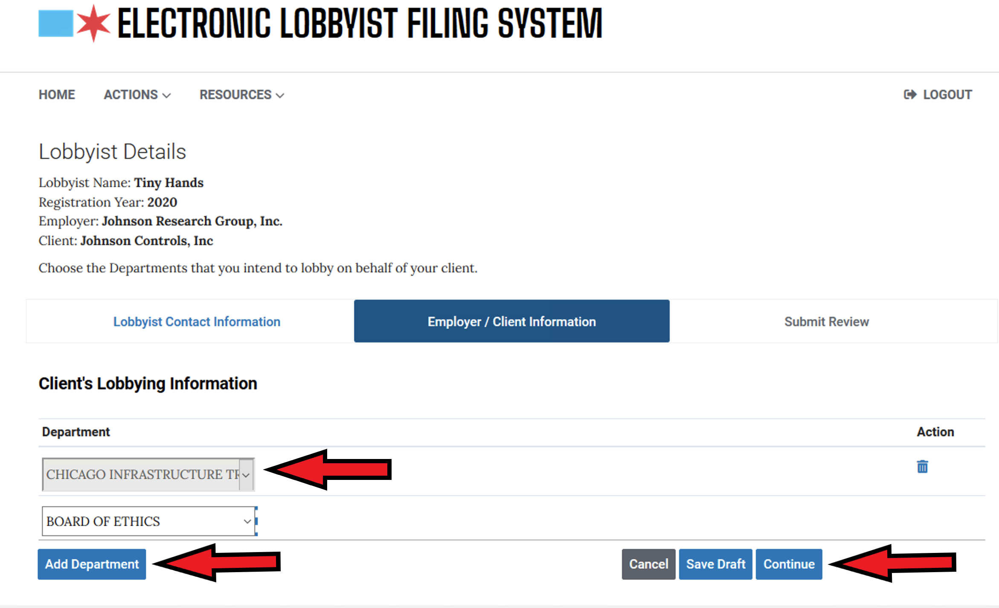 ELECTRONIC LOBBYIST FILING SYSTEM
HOME ACTIONS RESOURCES LOGOUT
Lobbyist Details
Lobbyist Name: Tiny Hands
Registration Year: 2020
Employer: Johnson Research Group, Inc.
Client: Johnson Controls, Inc
Choose the Departments that you intend to lobby on behalf of your client.
Lobbyist Contact Information Employer / Client Information Submit Review
Client's Lobbying Information
Department Action
CHICAGO INFRASTRUCTURE
BOARD OF ETHICS
Add Department Cancel Save Draft Continue